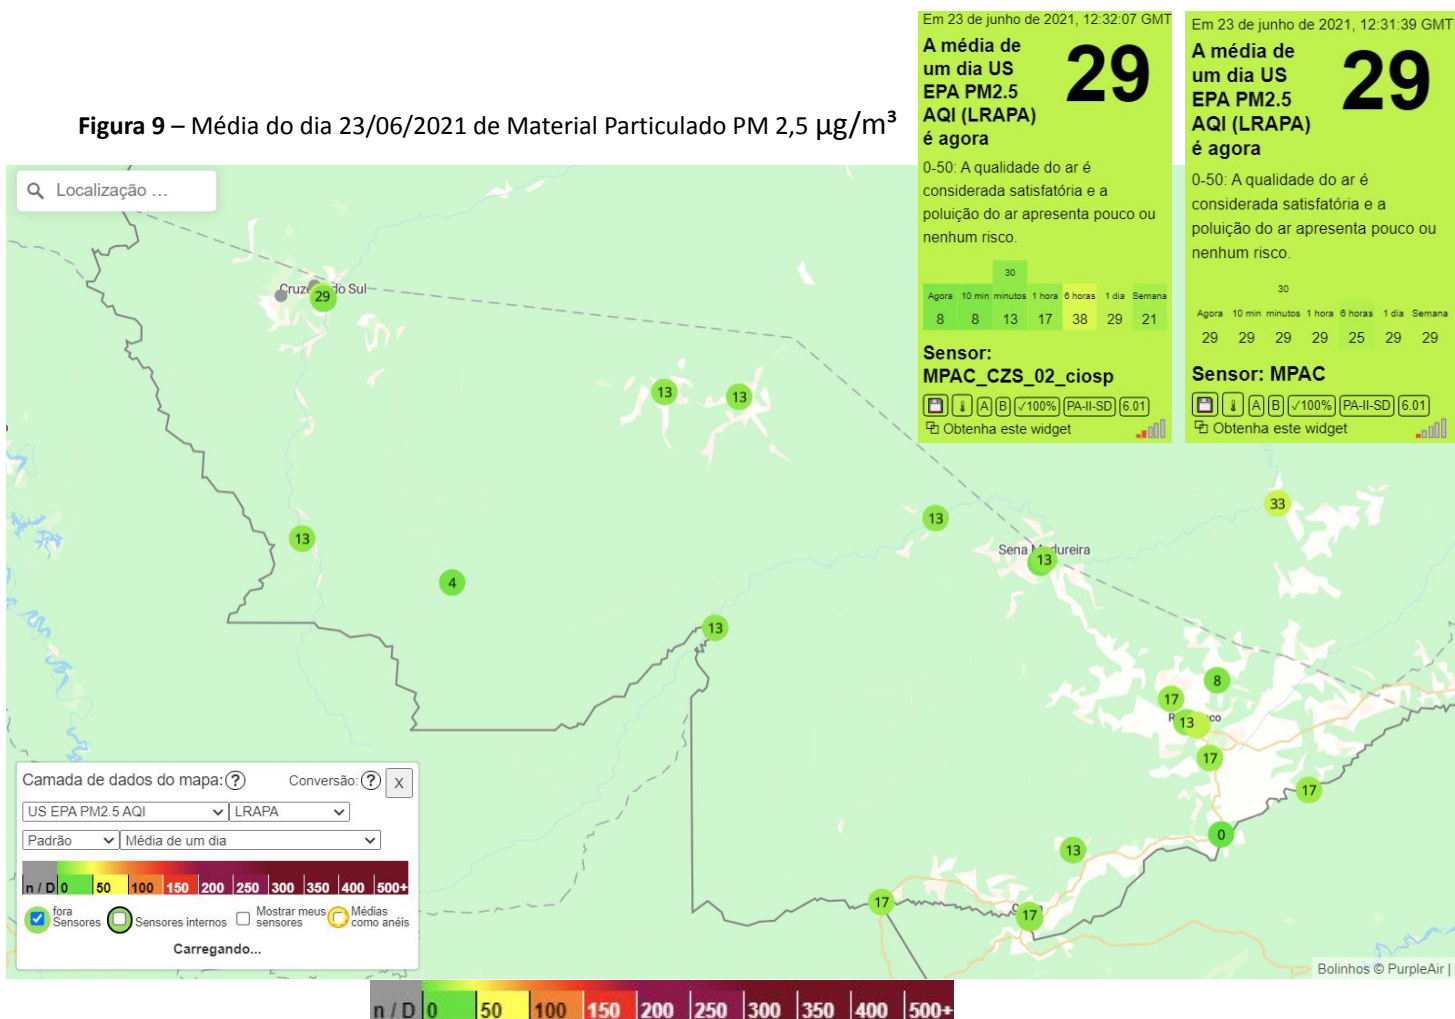 Em 23 de junho de 2021, 12:32:07 GMT
A média de
um dia US
EPA PM2.5
AQI (LRAPA)
é agora
29
0-50: A qualidade do ar é
considerada satisfatória e a
poluição do ar apresenta pouco ou
nenhum risco.
30
Agora 10 min minutos 1 hora 6 horas 1 dia Semana
8 8 13 17 38 29 21
Sensor:
MPAC_CZS_02_ciosp
A B ✓100% PA-II-SD 6.01
Obtenha este widget
Em 23 de junho de 2021, 12:31:39 GMT
A média de
um dia US
EPA PM2.5
AQI (LRAPA)
é agora
29
0-50: A qualidade do ar é
considerada satisfatória e a
poluição do ar apresenta pouco ou
nenhum risco.
30
Agora 10 min minutos 1 hora 6 horas 1 dia Semana
29 29 29 29 25 29 29
Sensor: MPAC
A B ✓100% PA-II-SD 6.01
Obtenha este widget
Figura 9 – Média do dia 23/06/2021 de Material Particulado PM 2,5 µg/m³
Localização ...
Cruze do Sul
29
13
13
33
13
13
Sena M dureira
13
4
13
8
17
R co
13
17
17
0
13
17
17
Camada de dados do mapa: ? Conversão: ? X
US EPA PM2.5 AQI LRAPA
Padrão Média de um dia
n / D 0 50 100 150 200 250 300 350 400 500+
fora
Sensores
Sensores internos
Mostrar meus
sensores
Médias
como anéis
Carregando...
Bolinhos © PurpleAir |
n / D 0 50 100 150 200 250 300 350 400 500+